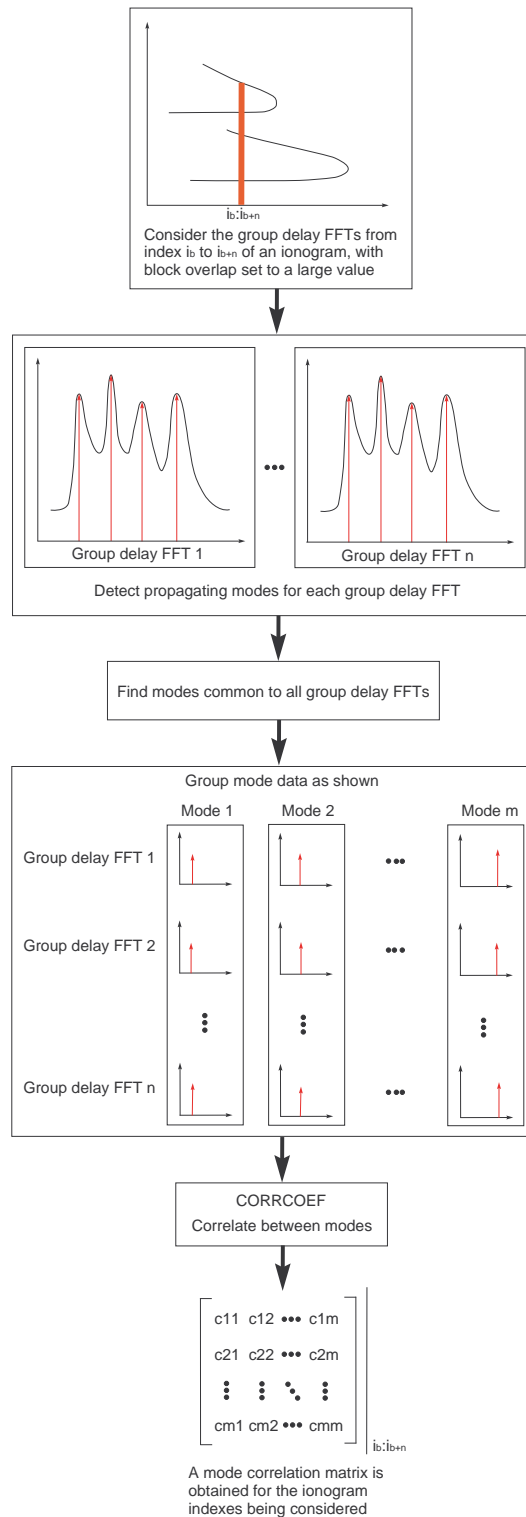 ib:ib+n
Consider the group delay FFTs from
index ib to ib+n of an ionogram, with
block overlap set to a large value
Group delay FFT 1
Group delay FFT n
Detect propagating modes for each group delay FFT
Find modes common to all group delay FFTs
Group mode data as shown
Mode 1 Mode 2 Mode m
Group delay FFT 1
Group delay FFT 2
Group delay FFT n
CORRCOEF
Correlate between modes
c11 c12 ••• c1m
c21 c22 ••• c2m
cm1 cm2 ••• cmm
ib:ib+n
A mode correlation matrix is
obtained for the ionogram
indexes being considered